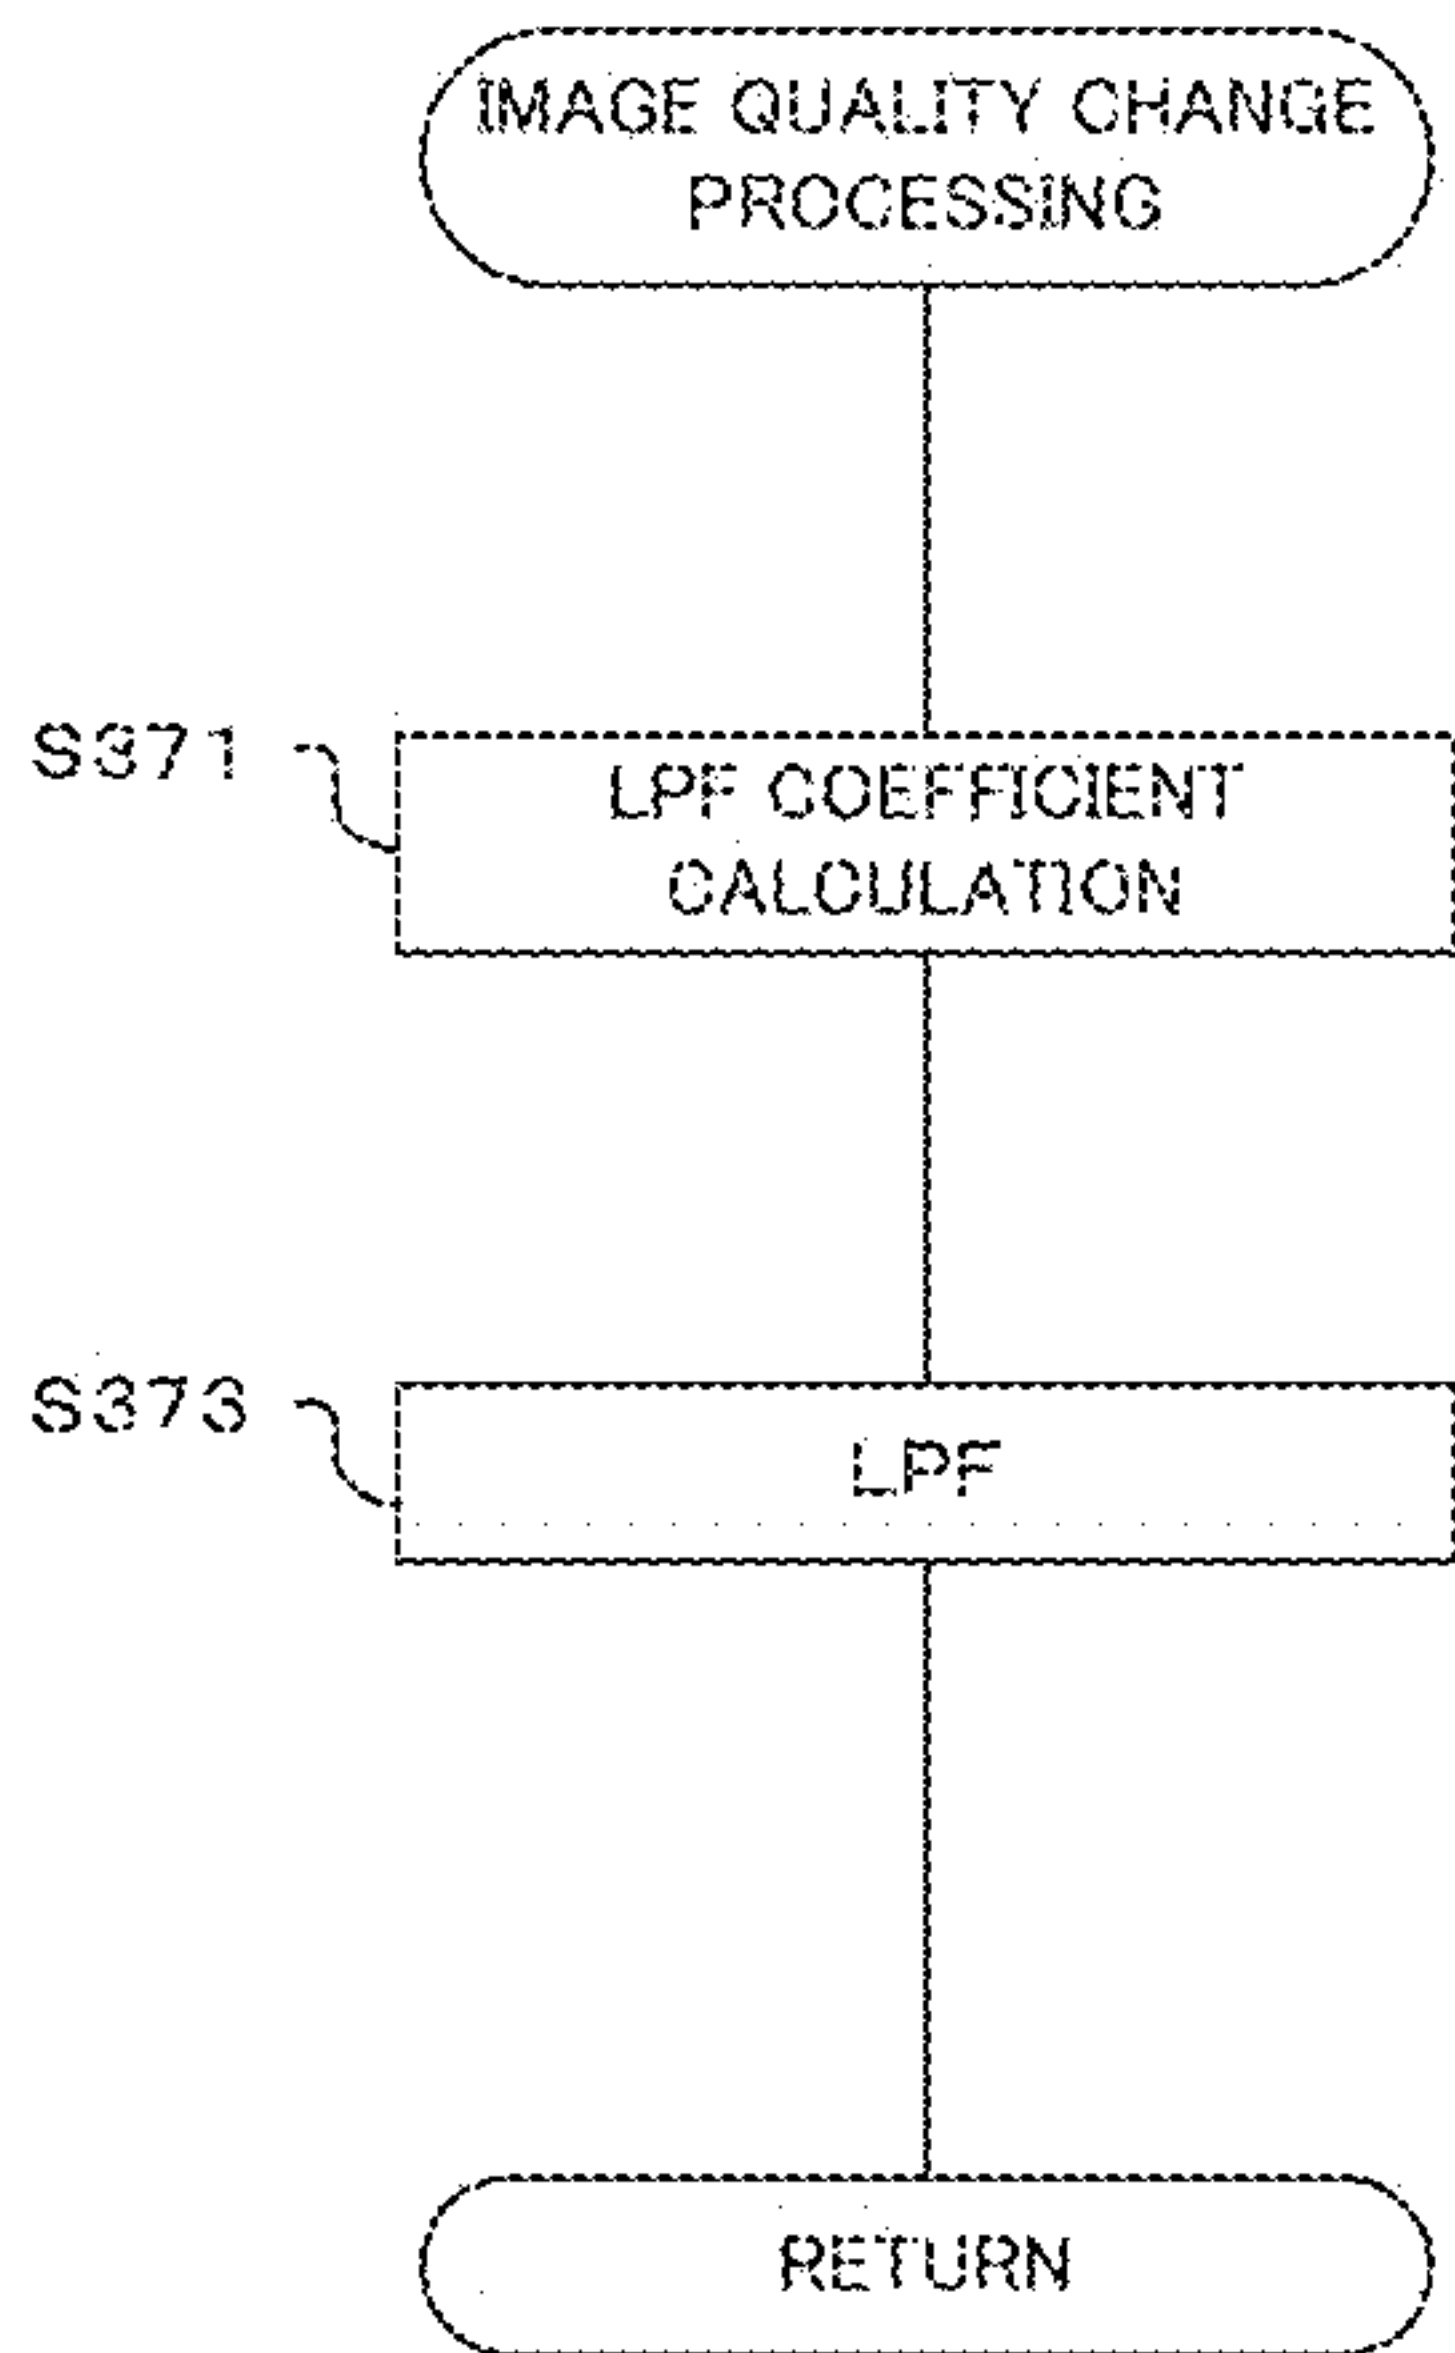 IMAGE QUALITY CHANGE
PROCESSING
S371
LPF COEFFICIENT
CALCULATION
S373
LPF
RETURN